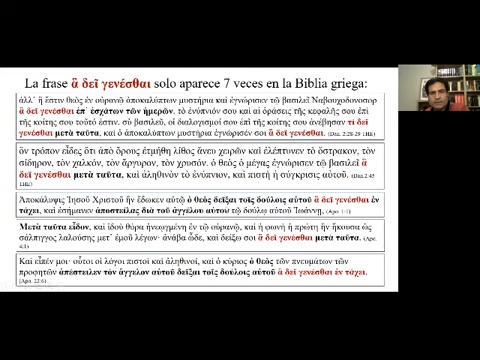 La frase ἃ δεῖ γενέσθαι solo aparece 7 veces en la Biblia griega:
ἀλλ᾽ ἢ ἔστιν θεὸς ἐν οὐρανῷ ἀποκαλύπτων μυστήρια καὶ ἐγνώρισεν τῷ βασιλεῖ Ναβουχοδονοσορ
ἃ δεῖ γενέσθαι ἐπ᾽ ἐσχάτων τῶν ἡμερῶν. τὸ ἐνύπνιόν σου καὶ αἱ ὁράσεις τῆς κεφαλῆς σου ἐπὶ
τῆς κοίτης σου τοῦτό ἐστιν. σὺ βασιλεῦ, οἱ διαλογισμοί σου ἐπὶ τῆς κοίτης σου ἀνέβησαν τί δεῖ
γενέσθαι μετὰ ταῦτα, καὶ ὁ ἀποκαλύπτων μυστήρια ἐγνώρισέν σοι ἃ δεῖ γενέσθαι. (Dan. 2:28-29 ΘΗ)
ὃν τρόπον εἶδες ὅτι ἀπὸ ὄρους ἐτμήθη λίθος ἄνευ χειρῶν καὶ ἐλέπτυνεν τὸ ὄστρακον, τὸν
σίδηρον, τὸν χαλκόν, τὸν ἄργυρον, τὸν χρυσόν. ὁ θεὸς ὁ μέγας ἐγνώρισεν τῷ βασιλεῖ ἃ
δεῖ γενέσθαι μετὰ ταῦτα, καὶ ἀληθινὸν τὸ ἐνύπνιον, καὶ πιστὴ ἡ σύγκρισις αὐτοῦ. (Dan.2:45
Ἀποκάλυψις Ἰησοῦ Χριστοῦ ἣν ἔδωκεν αὐτῷ ὁ θεὸς δεῖξαι τοῖς δούλοις αὐτοῦ ἃ δεῖ γενέσθαι ἐν
τάχει, καὶ ἐσήμανεν ἀποστείλας διὰ τοῦ ἀγγέλου αὐτοῦ τῷ δούλῳ αὐτοῦ Ἰωάννῃ, (Apo. 1:1)
Μετὰ ταῦτα εἶδον, καὶ ἰδοὺ θύρα ἠνεῳγμένη ἐν τῷ οὐρανῷ, καὶ ἡ φωνὴ ἡ πρώτη ἣν ἤκουσα ὡς
σάλπιγγος λαλούσης μετ᾽ ἐμοῦ λέγων· ἀνάβα ὧδε, καὶ δείξω σοι ἃ δεῖ γενέσθαι μετὰ ταῦτα. (Apo.
4:1)
Καὶ εἶπέν μοι· οὗτοι οἱ λόγοι πιστοὶ καὶ ἀληθινοί, καὶ ὁ κύριος ὁ θεὸς τῶν πνευμάτων τῶν
προφητῶν ἀπέστειλεν τὸν ἄγγελον αὐτοῦ δεῖξαι τοῖς δούλοις αὐτοῦ ἃ δεῖ γενέσθαι ἐν τάχει.
(Apo. 22:6)